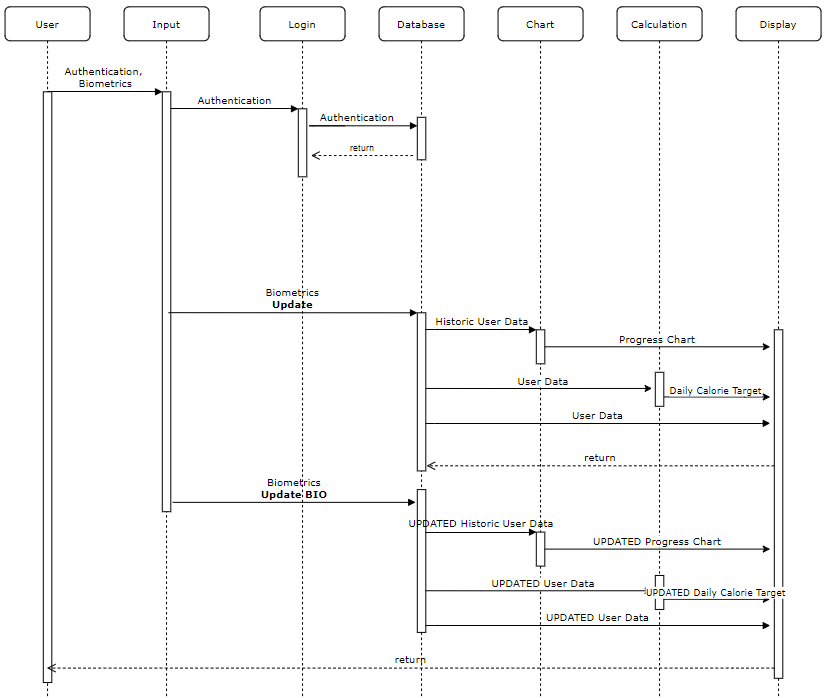 User
Input
Login
Database
Chart
Calculation
Display
Authentication,
Biometrics
Authentication
Authentication
return
Biometrics
Update
Historic User Data
Progress Chart
User Data
Daily Calorie Target
User Data
return
Biometrics
Update BIO
UPDATED Historic User Data
UPDATED Progress Chart
UPDATED User Data
UPDATED Daily Calorie Target
UPDATED User Data
return